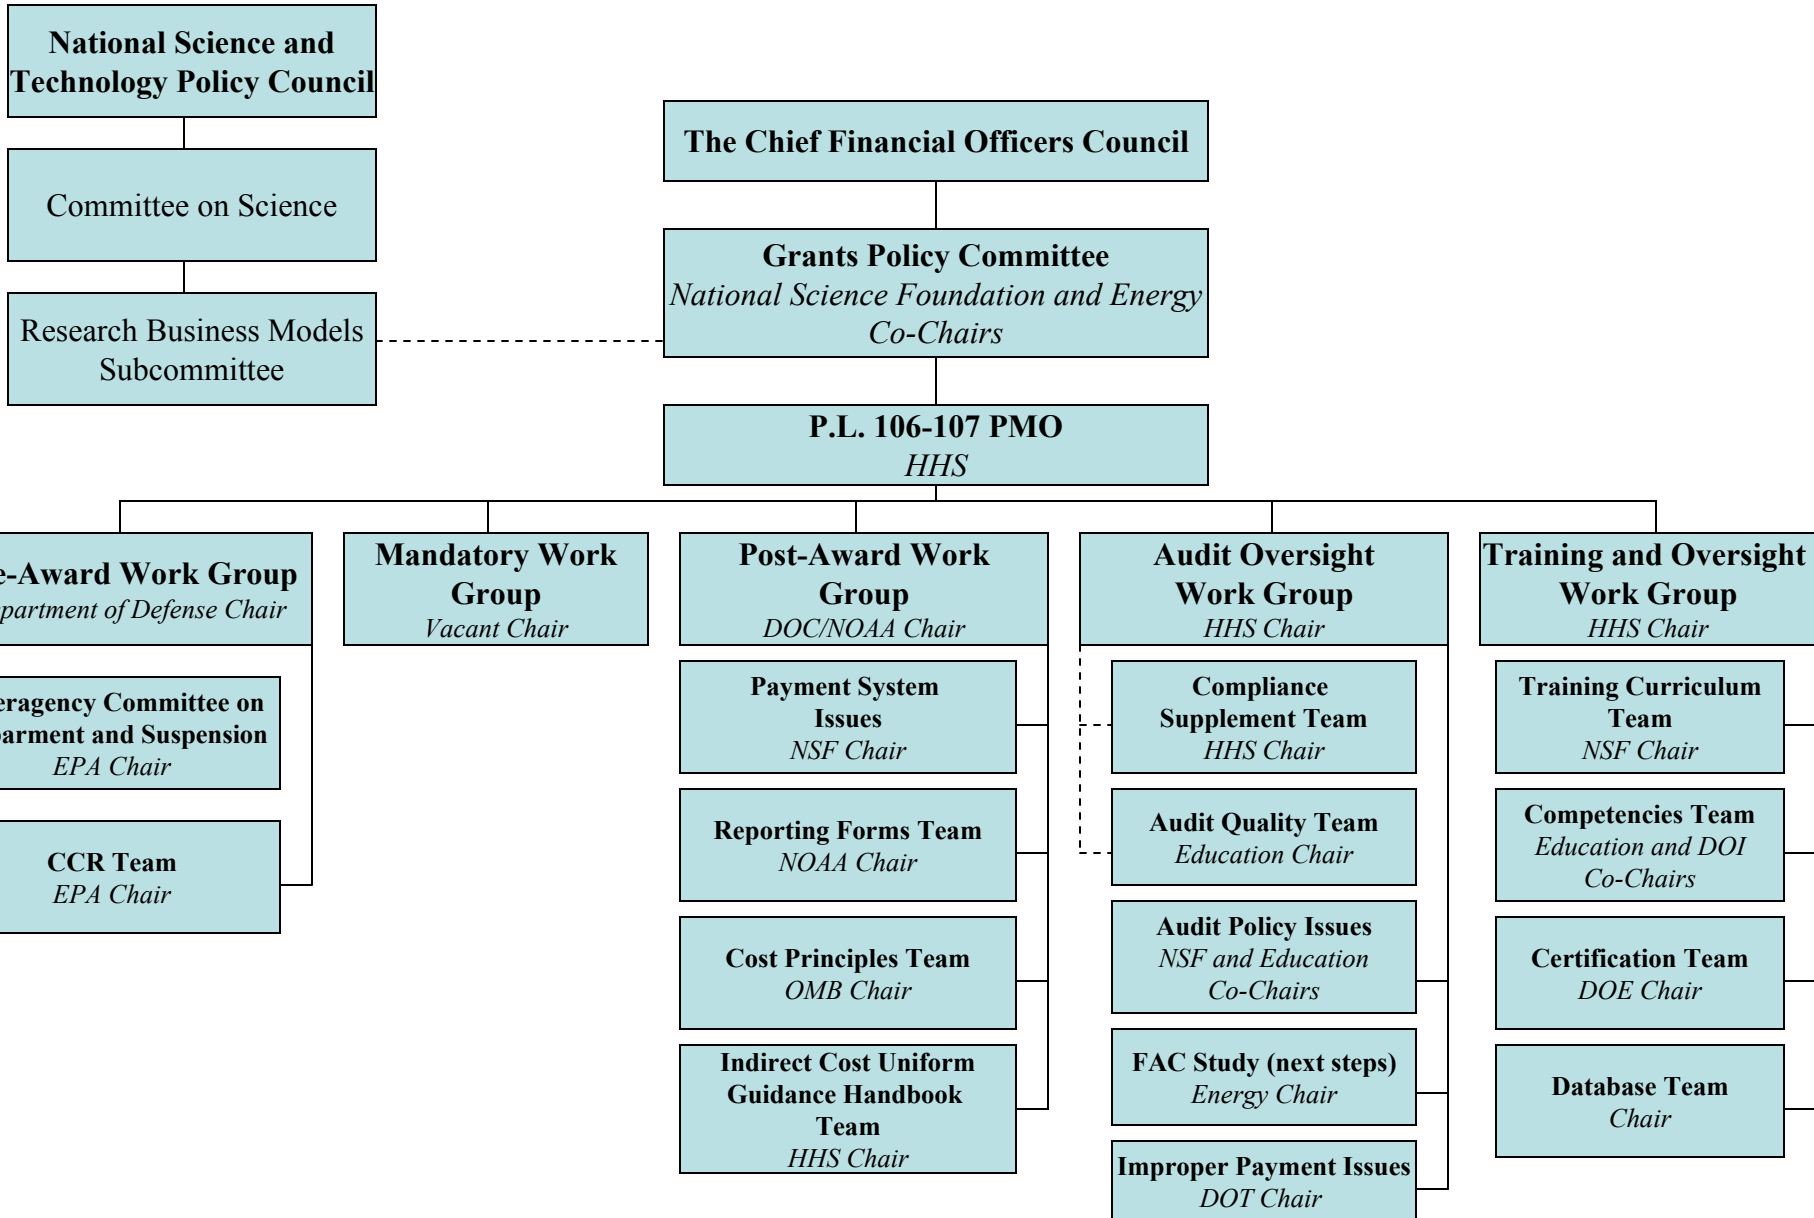 National Science and
Technology Policy Council
Committee on Science
Research Business Models
Subcommittee
The Chief Financial Officers Council
Grants Policy Committee
National Science Foundation and Energy
Co-Chairs
P.L. 106-107 PMO
HHS
e-Award Work Group
partment of Defense Chair
eragency Committee on
barment and Suspension
EPA Chair
CCR Team
EPA Chair
Mandatory Work
Group
Vacant Chair
Post-Award Work
Group
DOC/NOAA Chair
Payment System
Issues
NSF Chair
Reporting Forms Team
NOAA Chair
Cost Principles Team
OMB Chair
Indirect Cost Uniform
Guidance Handbook
Team
HHS Chair
Audit Oversight
Work Group
HHS Chair
Compliance
Supplement Team
HHS Chair
Audit Quality Team
Education Chair
Audit Policy Issues
NSF and Education
Co-Chairs
FAC Study (next steps)
Energy Chair
Improper Payment Issues
DOT Chair
Training and Oversight
Work Group
HHS Chair
Training Curriculum
Team
NSF Chair
Competencies Team
Education and DOI
Co-Chairs
Certification Team
DOE Chair
Database Team
Chair